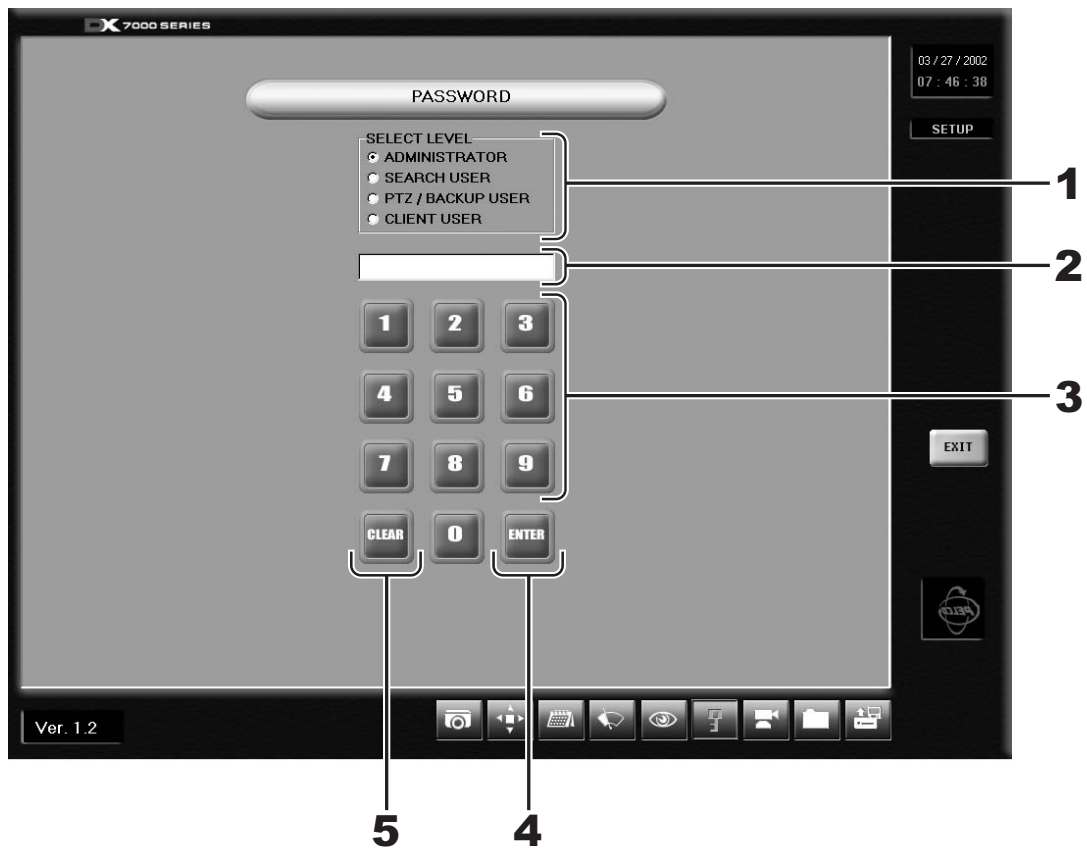 DX 7000 SERIES
03 / 27 / 2002
07 : 46 : 38
SETUP
PASSWORD
SELECT LEVEL
ADMINISTRATOR
SEARCH USER
PTZ / BACKUP USER
CLIENT USER
1
2
1 2 3
4 5 6
3
7 8 9
EXIT
CLEAR 0 ENTER
PELCO
Ver. 1.2
5 4